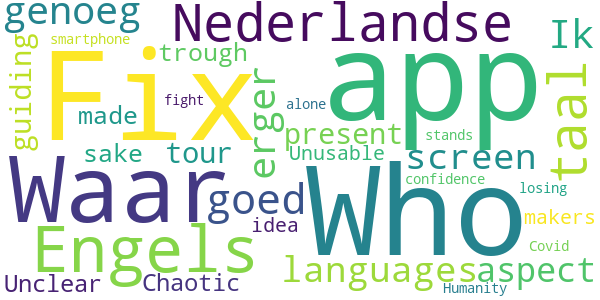 genoeg
Nederlandse
Ik
smartphone
trough
Fix
app
guiding
made
fight
alone
erger
present
stands
taal
sake
tour
Unusable
screen
Waar
goed
Who
confidence
losing
idea
makers
Engels
Covid
languages
aspect
Unclear
Chaotic
Humanity